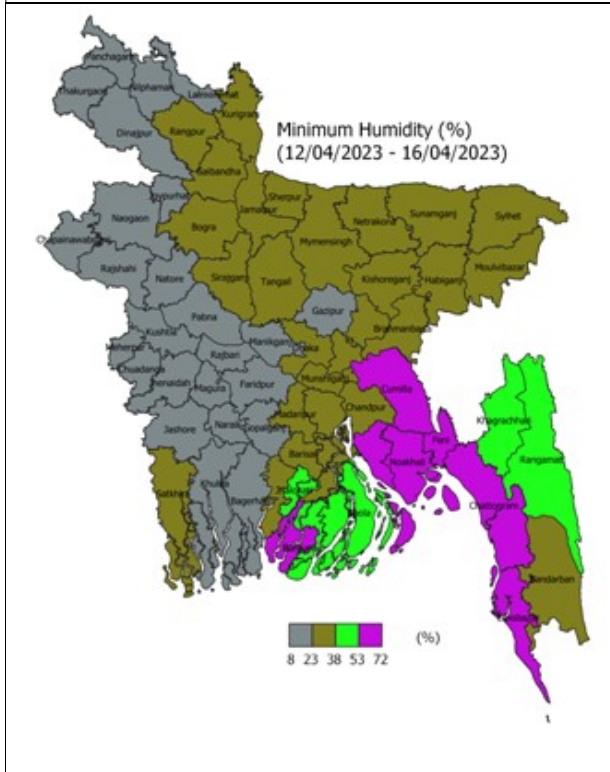 Panchagarh
Nilphamari
Thakurgaon
Lalmonirhat
Kurigram
Dinajpur
Rangpur
Minimum Humidity (%)
(12/04/2023 - 16/04/2023)
Gaibandha
Joypurhat
Sherpur
Naogaon
Jamalpur
Netrakona
Sunamganj
Sylhet
Bogra
Mymensingh
Chapainawabganj
Moulvibazar
Rajshahi
Sirajganj
Tangail
Kishoreganj
Habiganj
Natore
Gazipur
Pabna
Kushtia
Manikganj
Brahmanbaria
Meherpur
Dhaka
Rajbari
Chuadanga
Munshiganj
Jhenaidah
Magura
Faridpur
Cumilla
Madaripur
Chandpur
Khagrachhari
Jashore
Narail
Gopalganj
Feni
Barisal
Noakhali
Rangamati
Satkhira
Khulna
Bagerhat
Chattogram
Bhola
Bandarban
8 23 38 53 72
(%)